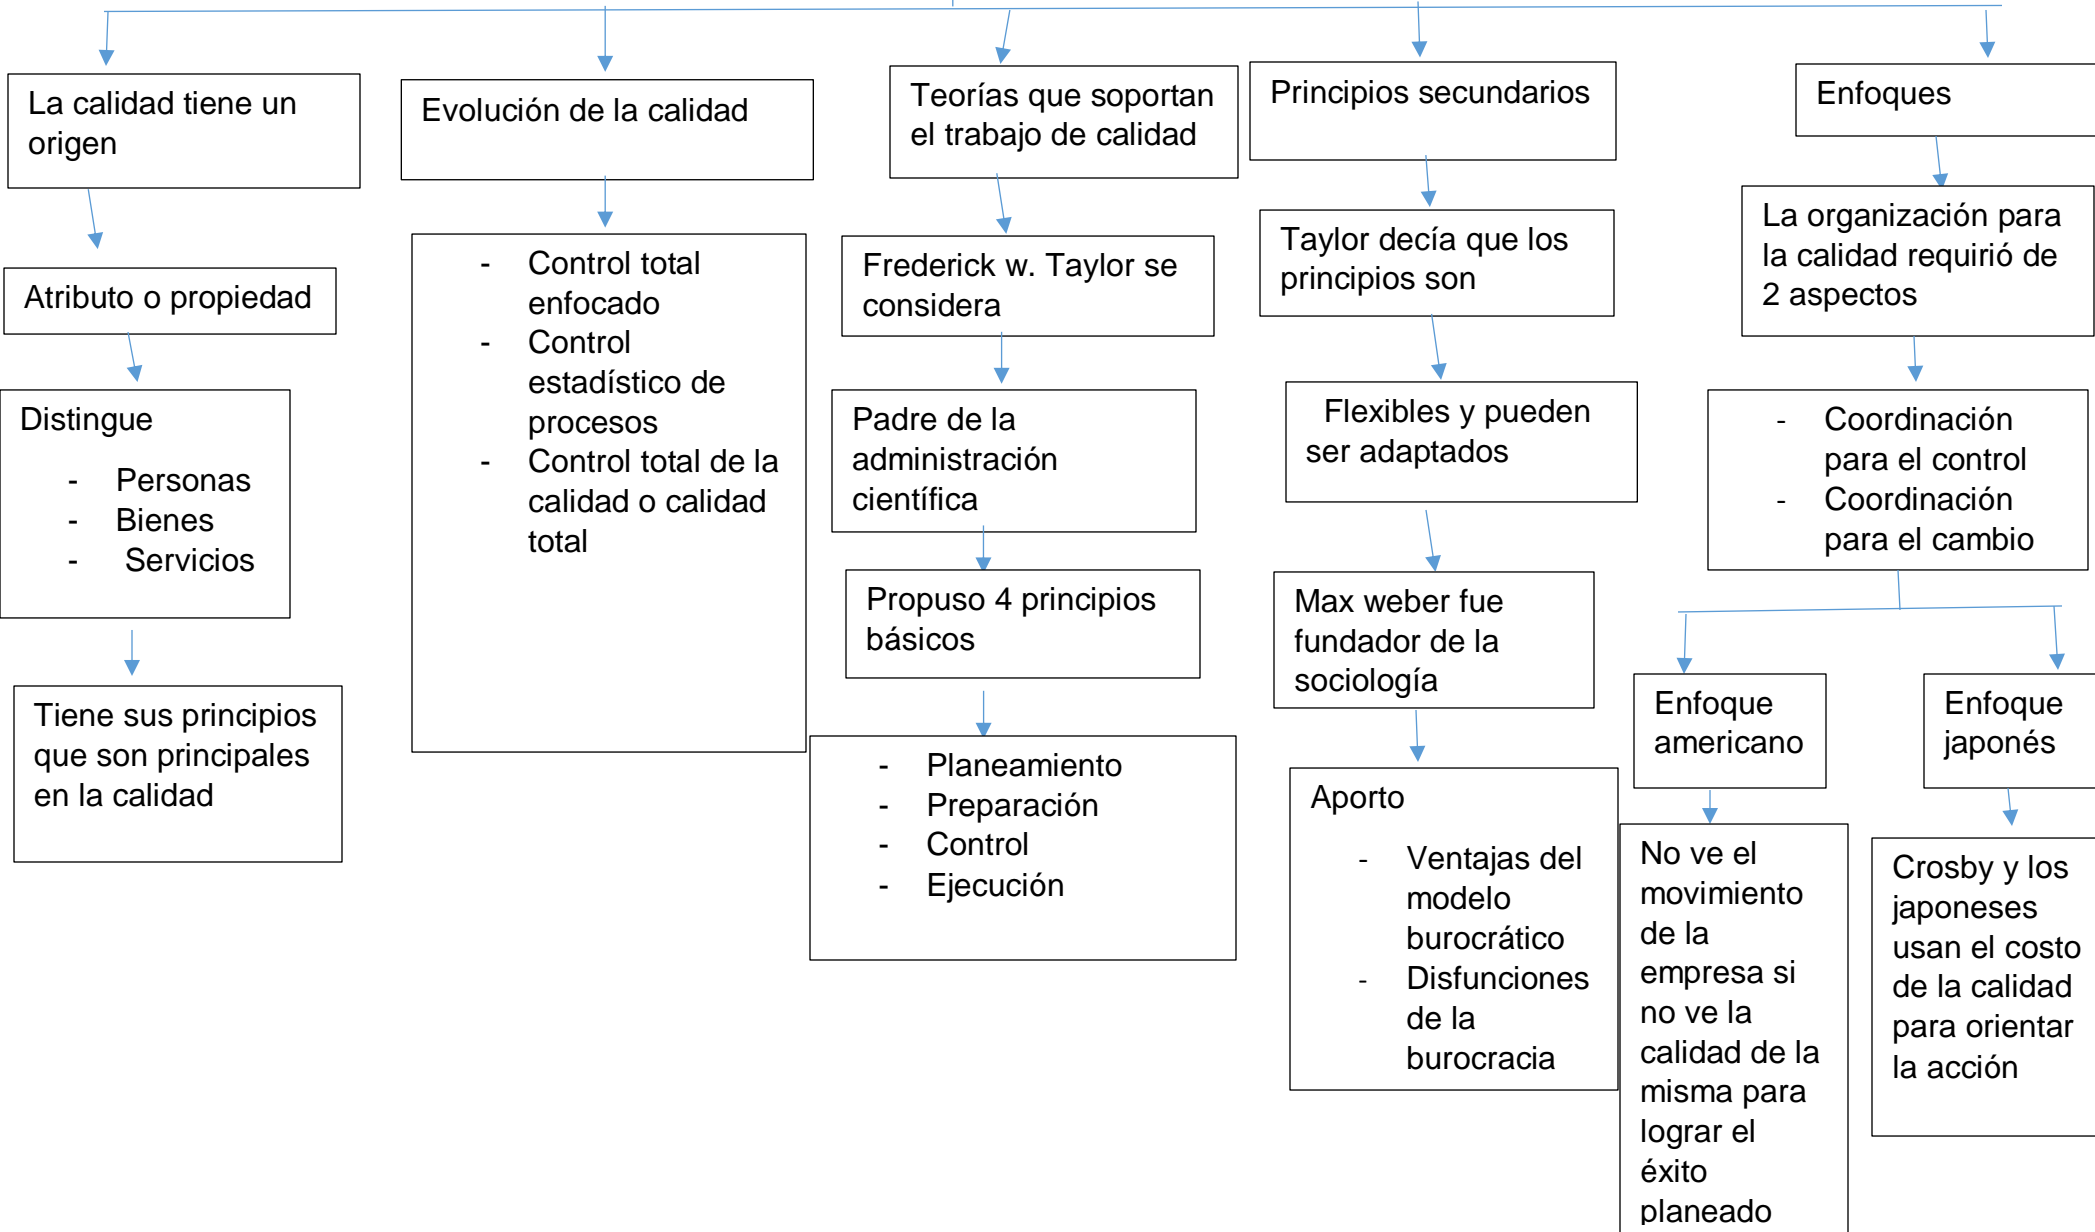 La calidad tiene un
origen
Atributo o propiedad
Distingue
- Personas
- Bienes
- Servicios
Tiene sus principios
que son principales
en la calidad
Evolución de la calidad
- Control total
enfocado
- Control
estadístico de
procesos
- Control total de la
calidad o calidad
total
Teorías que soportan
el trabajo de calidad
Frederick w. Taylor se
considera
Padre de la
administración
científica
Propuso 4 principios
básicos
- Planeamiento
- Preparación
- Control
- Ejecución
Principios secundarios
Taylor decía que los
principios son
Flexibles y pueden
ser adaptados
Max weber fue
fundador de la
sociología
Aporto
- Ventajas del
modelo
burocrático
- Disfunciones
de la
burocracia
Enfoques
La organización para
la calidad requirió de
2 aspectos
- Coordinación
para el control
- Coordinación
para el cambio
Enfoque
americano
No ve el
movimiento
de la
empresa si
no ve la
calidad de la
misma para
lograr el
éxito
planeado
Enfoque
japonés
Crosby y los
japoneses
usan el costo
de la calidad
para orientar
la acción